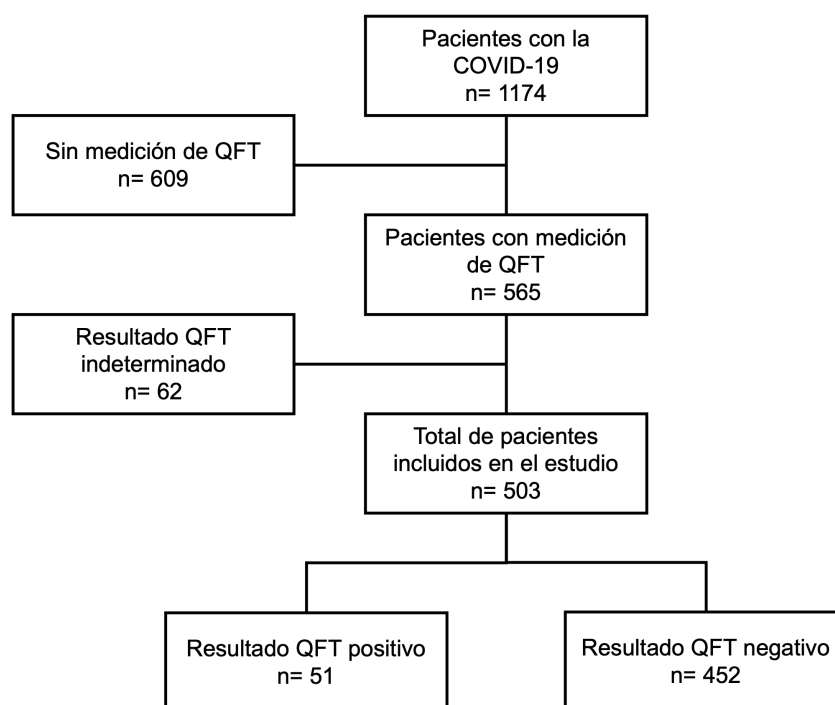 Pacientes con la
COVID-19
n= 1174
Sin medición de QFT
n= 609
Pacientes con medición
de QFT
n= 565
Resultado QFT
indeterminado
n= 62
Total de pacientes
incluidos en el estudio
n= 503
Resultado QFT positivo
n= 51
Resultado QFT negativo
n= 452